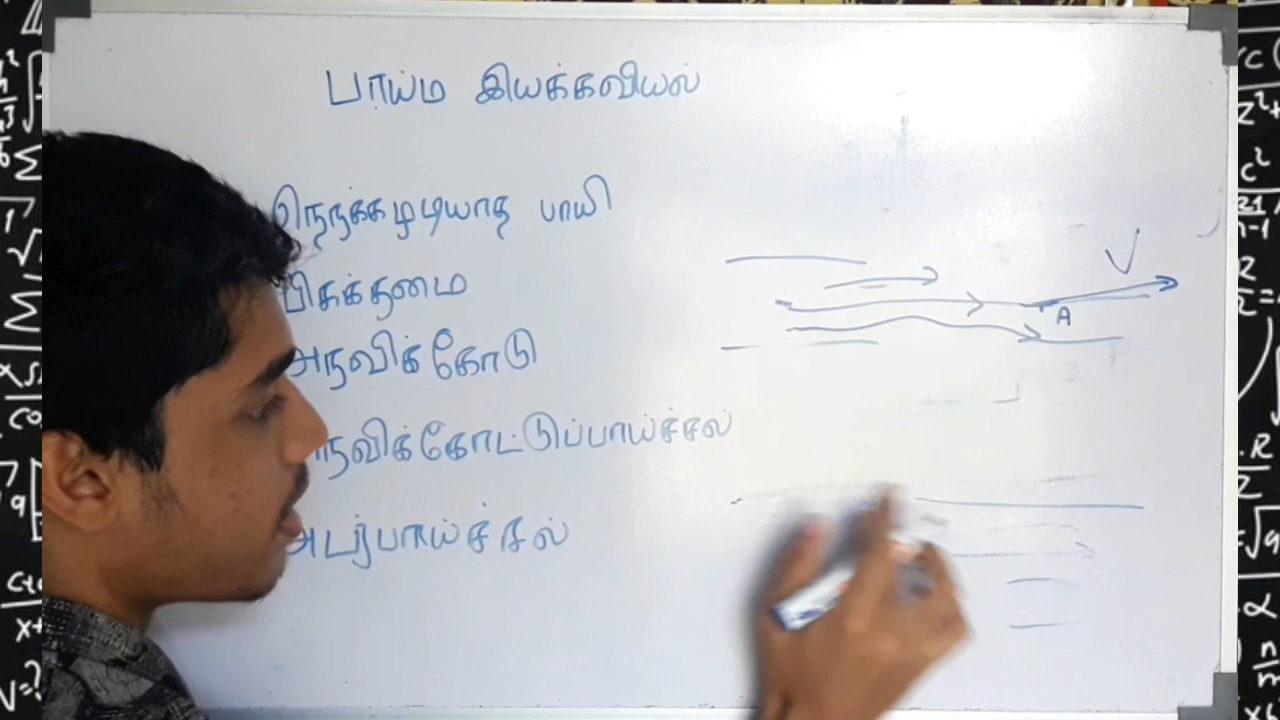 பாய்ம இயக்கவியல்
நெருக்கமுடியாத பாயி
பிசுக்குமை
அருவிக்கோடு
அருவிக்கோட்டுப்பாய்ச்சல்
அடர்பாய்ச்சல்
V
A